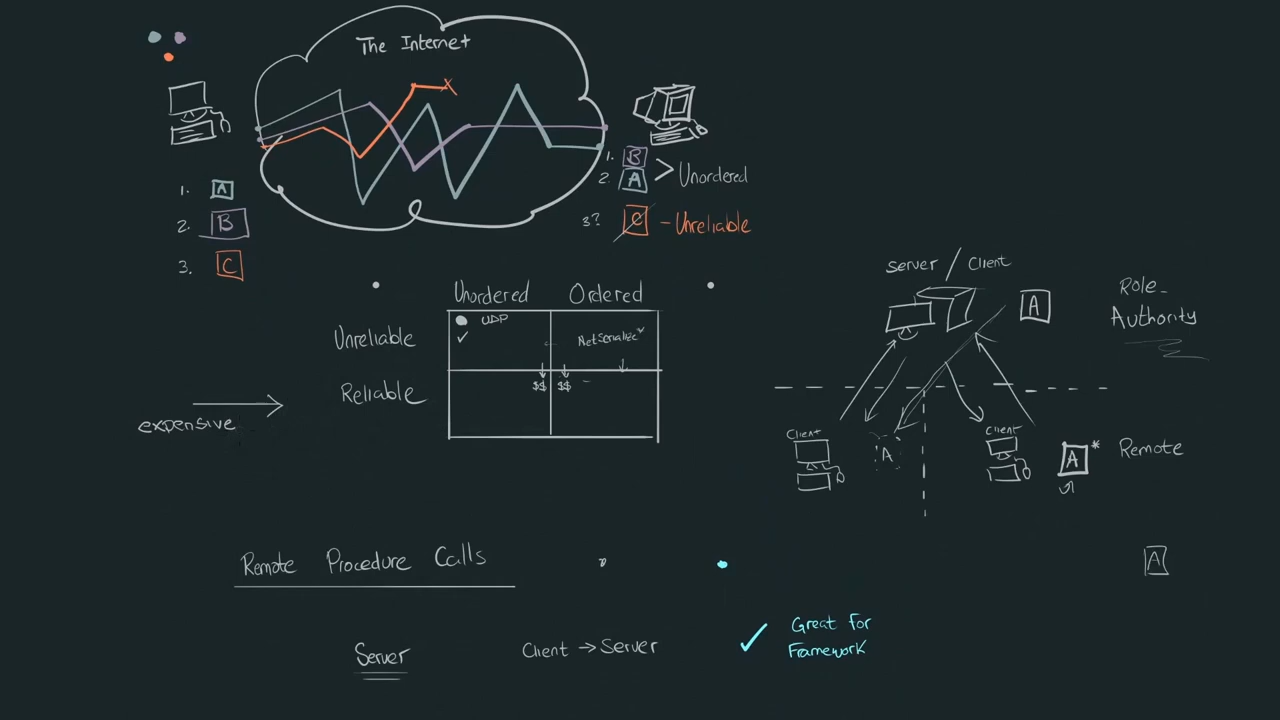 The Internet
1. A
2. B
3. C
1. B
2. A
> Unordered
3? C - Unreliable
Unordered Ordered
Unreliable
UDP
NetSerialize
Reliable
$$ $$
expensive
Server / Client
A
Role_
Authority
Client
A
Client
A *
Remote
A
Remote Procedure Calls
Server
Client → Server
Great for
Framework